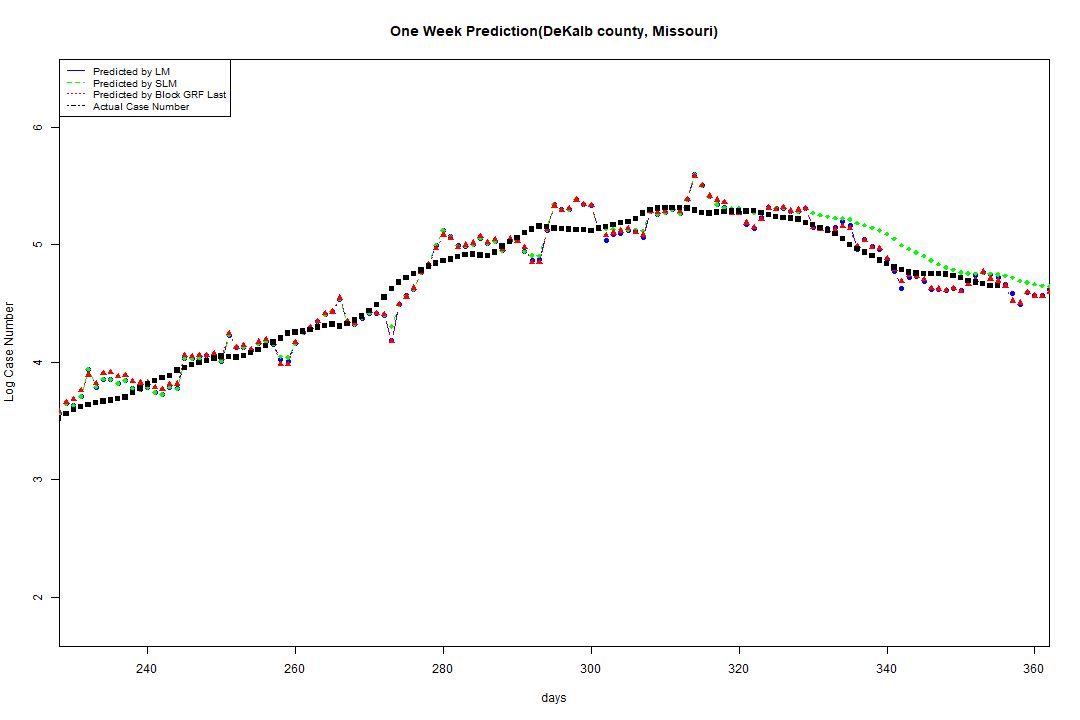 One Week Prediction(DeKalb county, Missouri)
Predicted by LM
Predicted by SLM
Predicted by Block GRF Last
Actual Case Number
Log Case Number
6
5
4
3
2
240 260 280 300 320 340 360
days